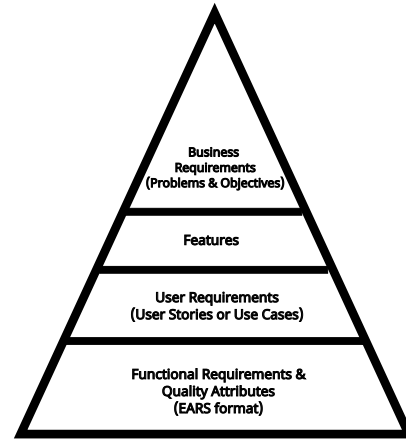 Business
Requirements
(Problems & Objectives)
Features
User Requirements
(User Stories or Use Cases)
Functional Requirements &
Quality Attributes
(EARS format)